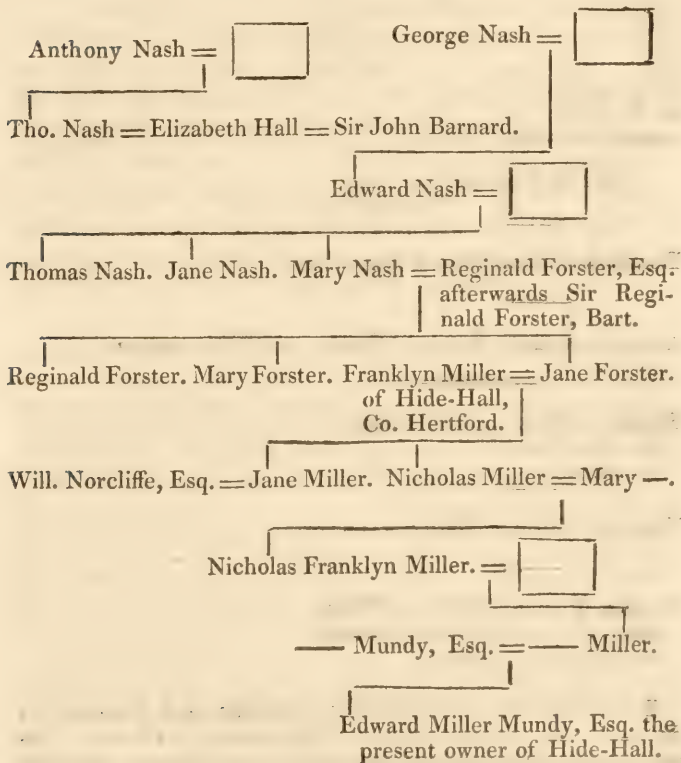 Anthony Nash =
George Nash =
Tho. Nash = Elizabeth Hall = Sir John Barnard.
Edward Nash =
Thomas Nash. Jane Nash. Mary Nash = Reginald Forster, Esq.
afterwards Sir Regi-
nald Forster, Bart.
Reginald Forster. Mary Forster. Franklyn Miller = Jane Forster.
of Hide-Hall,
Co. Hertford.
Will. Norcliffe, Esq. = Jane Miller. Nicholas Miller = Mary —.
Nicholas Franklyn Miller. =
— Mundy, Esq. = — Miller.
Edward Miller Mundy, Esq. the
present owner of Hide-Hall.